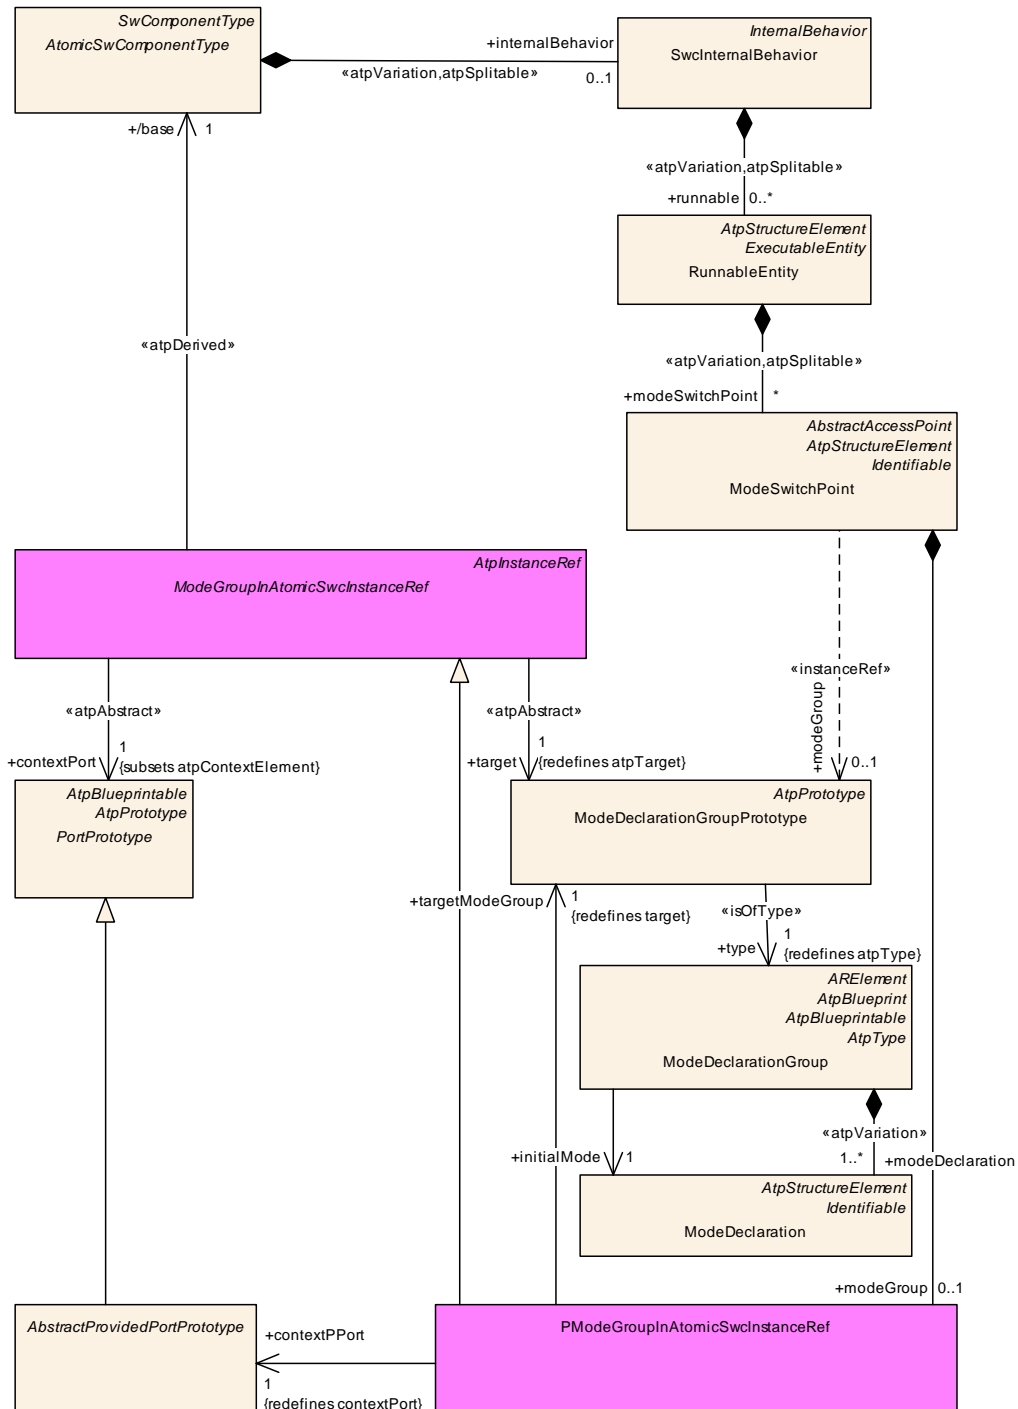 SwComponentType
AtomicSwComponentType
+internalBehavior
«atpVariation,atpSplitable»
0..1
InternalBehavior
SwcInternalBehavior
+/base
1
«atpVariation,atpSplitable»
+runnable
0..*
AtpStructureElement
ExecutableEntity
RunnableEntity
«atpDerived»
«atpVariation,atpSplitable»
+modeSwitchPoint
*
AbstractAccessPoint
AtpStructureElement
Identifiable
ModeSwitchPoint
AtpInstanceRef
ModeGroupInAtomicSwcInstanceRef
«instanceRef»
+modeGroup
0..1
«atpAbstract»
+contextPort
1
{subsets atpContextElement}
«atpAbstract»
+target
1
{redefines atpTarget}
AtpBlueprintable
AtpPrototype
PortPrototype
AtpPrototype
ModeDeclarationGroupPrototype
+targetModeGroup
1
{redefines target}
«isOfType»
+type
1
{redefines atpType}
ARElement
AtpBlueprint
AtpBlueprintable
AtpType
ModeDeclarationGroup
«atpVariation»
+initialMode
1
1..*
+modeDeclaration
AtpStructureElement
Identifiable
ModeDeclaration
+modeGroup
0..1
AbstractProvidedPortPrototype
+contextPPort
1
{redefines contextPort}
PModeGroupInAtomicSwcInstanceRef